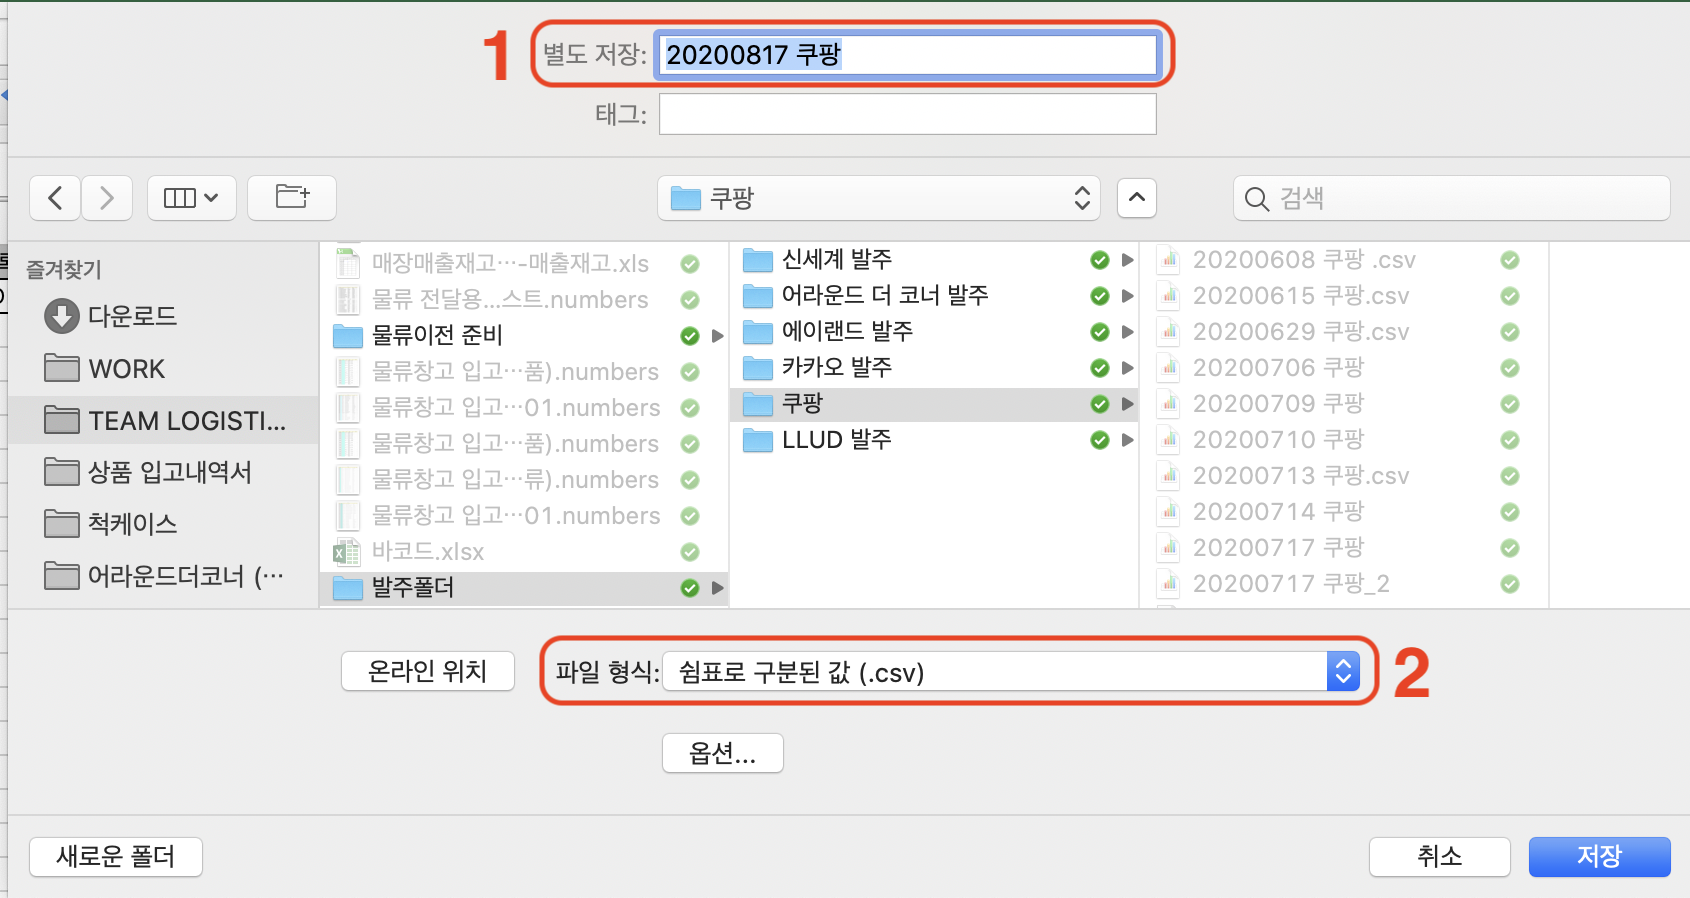 1
별도 저장: 20200817 쿠팡
태그:
쿠팡
검색
즐겨찾기
다운로드
WORK
TEAM LOGISTI...
상품 입고내역서
척케이스
어라운드더코너 (…
매장매출재고…-매출재고.xls
물류 전달용...스트.numbers
물류이전 준비
물류창고 입고…품).numbers
물류창고 입고…01.numbers
물류창고 입고…품).numbers
물류창고 입고…류).numbers
물류창고 입고…01.numbers
바코드.xlsx
발주폴더
신세계 발주
어라운드 더 코너 발주
에이랜드 발주
카카오 발주
쿠팡
LLUD 발주
20200608 쿠팡 .csv
20200615 쿠팡.csv
20200629 쿠팡.csv
20200706 쿠팡
20200709 쿠팡
20200710 쿠팡
20200713 쿠팡.csv
20200714 쿠팡
20200717 쿠팡
20200717 쿠팡_2
온라인 위치
파일 형식: 쉼표로 구분된 값 (.csv)
2
옵션...
새로운 폴더
취소
저장